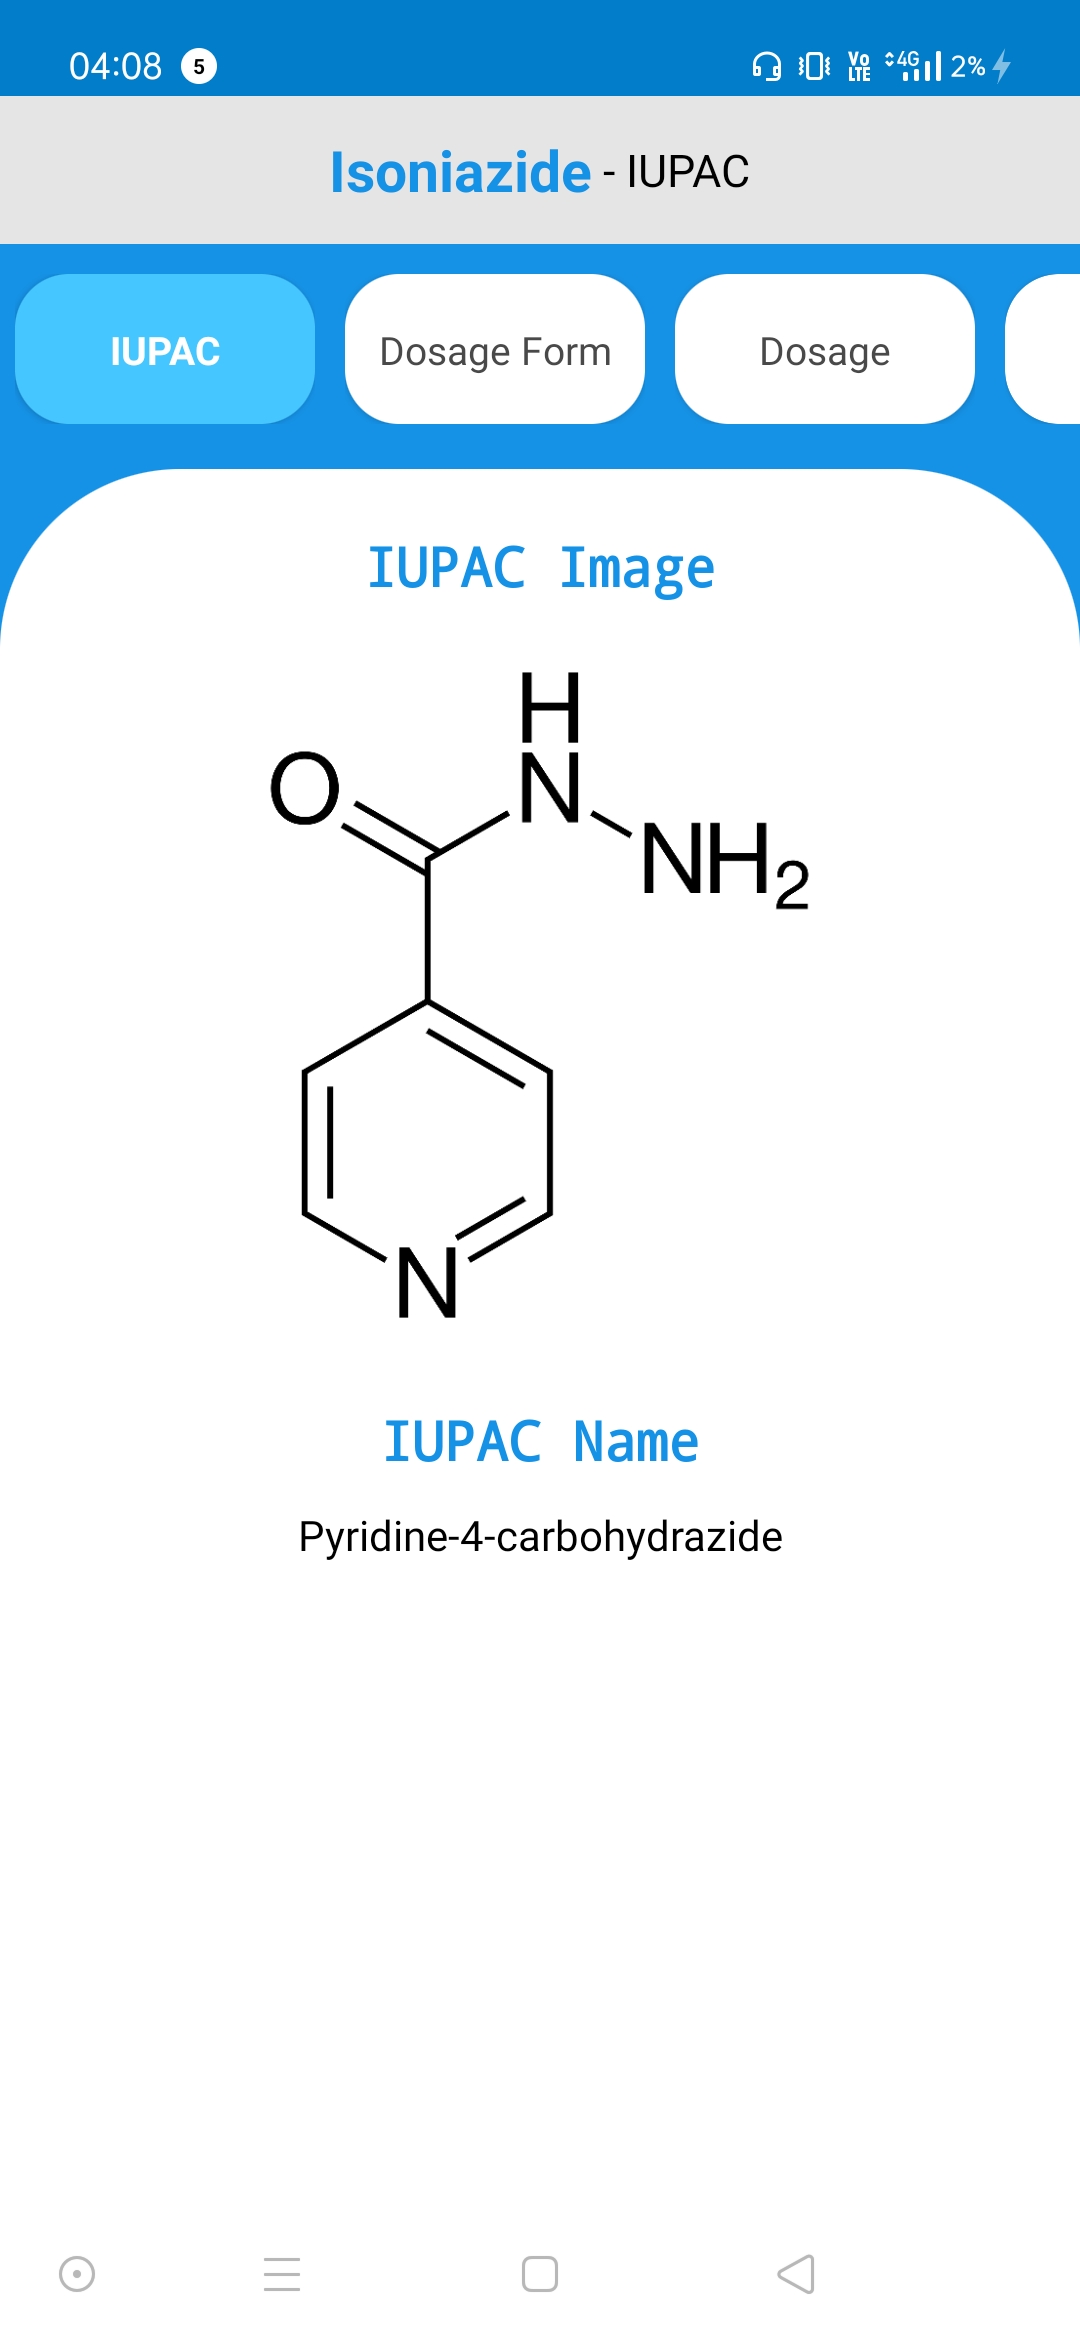 04:08 5 Vo LTE 4G 2%
Isoniazide - IUPAC
IUPAC Dosage Form Dosage
IUPAC Image
H
O N
NH2
N
IUPAC Name
Pyridine-4-carbohydrazide